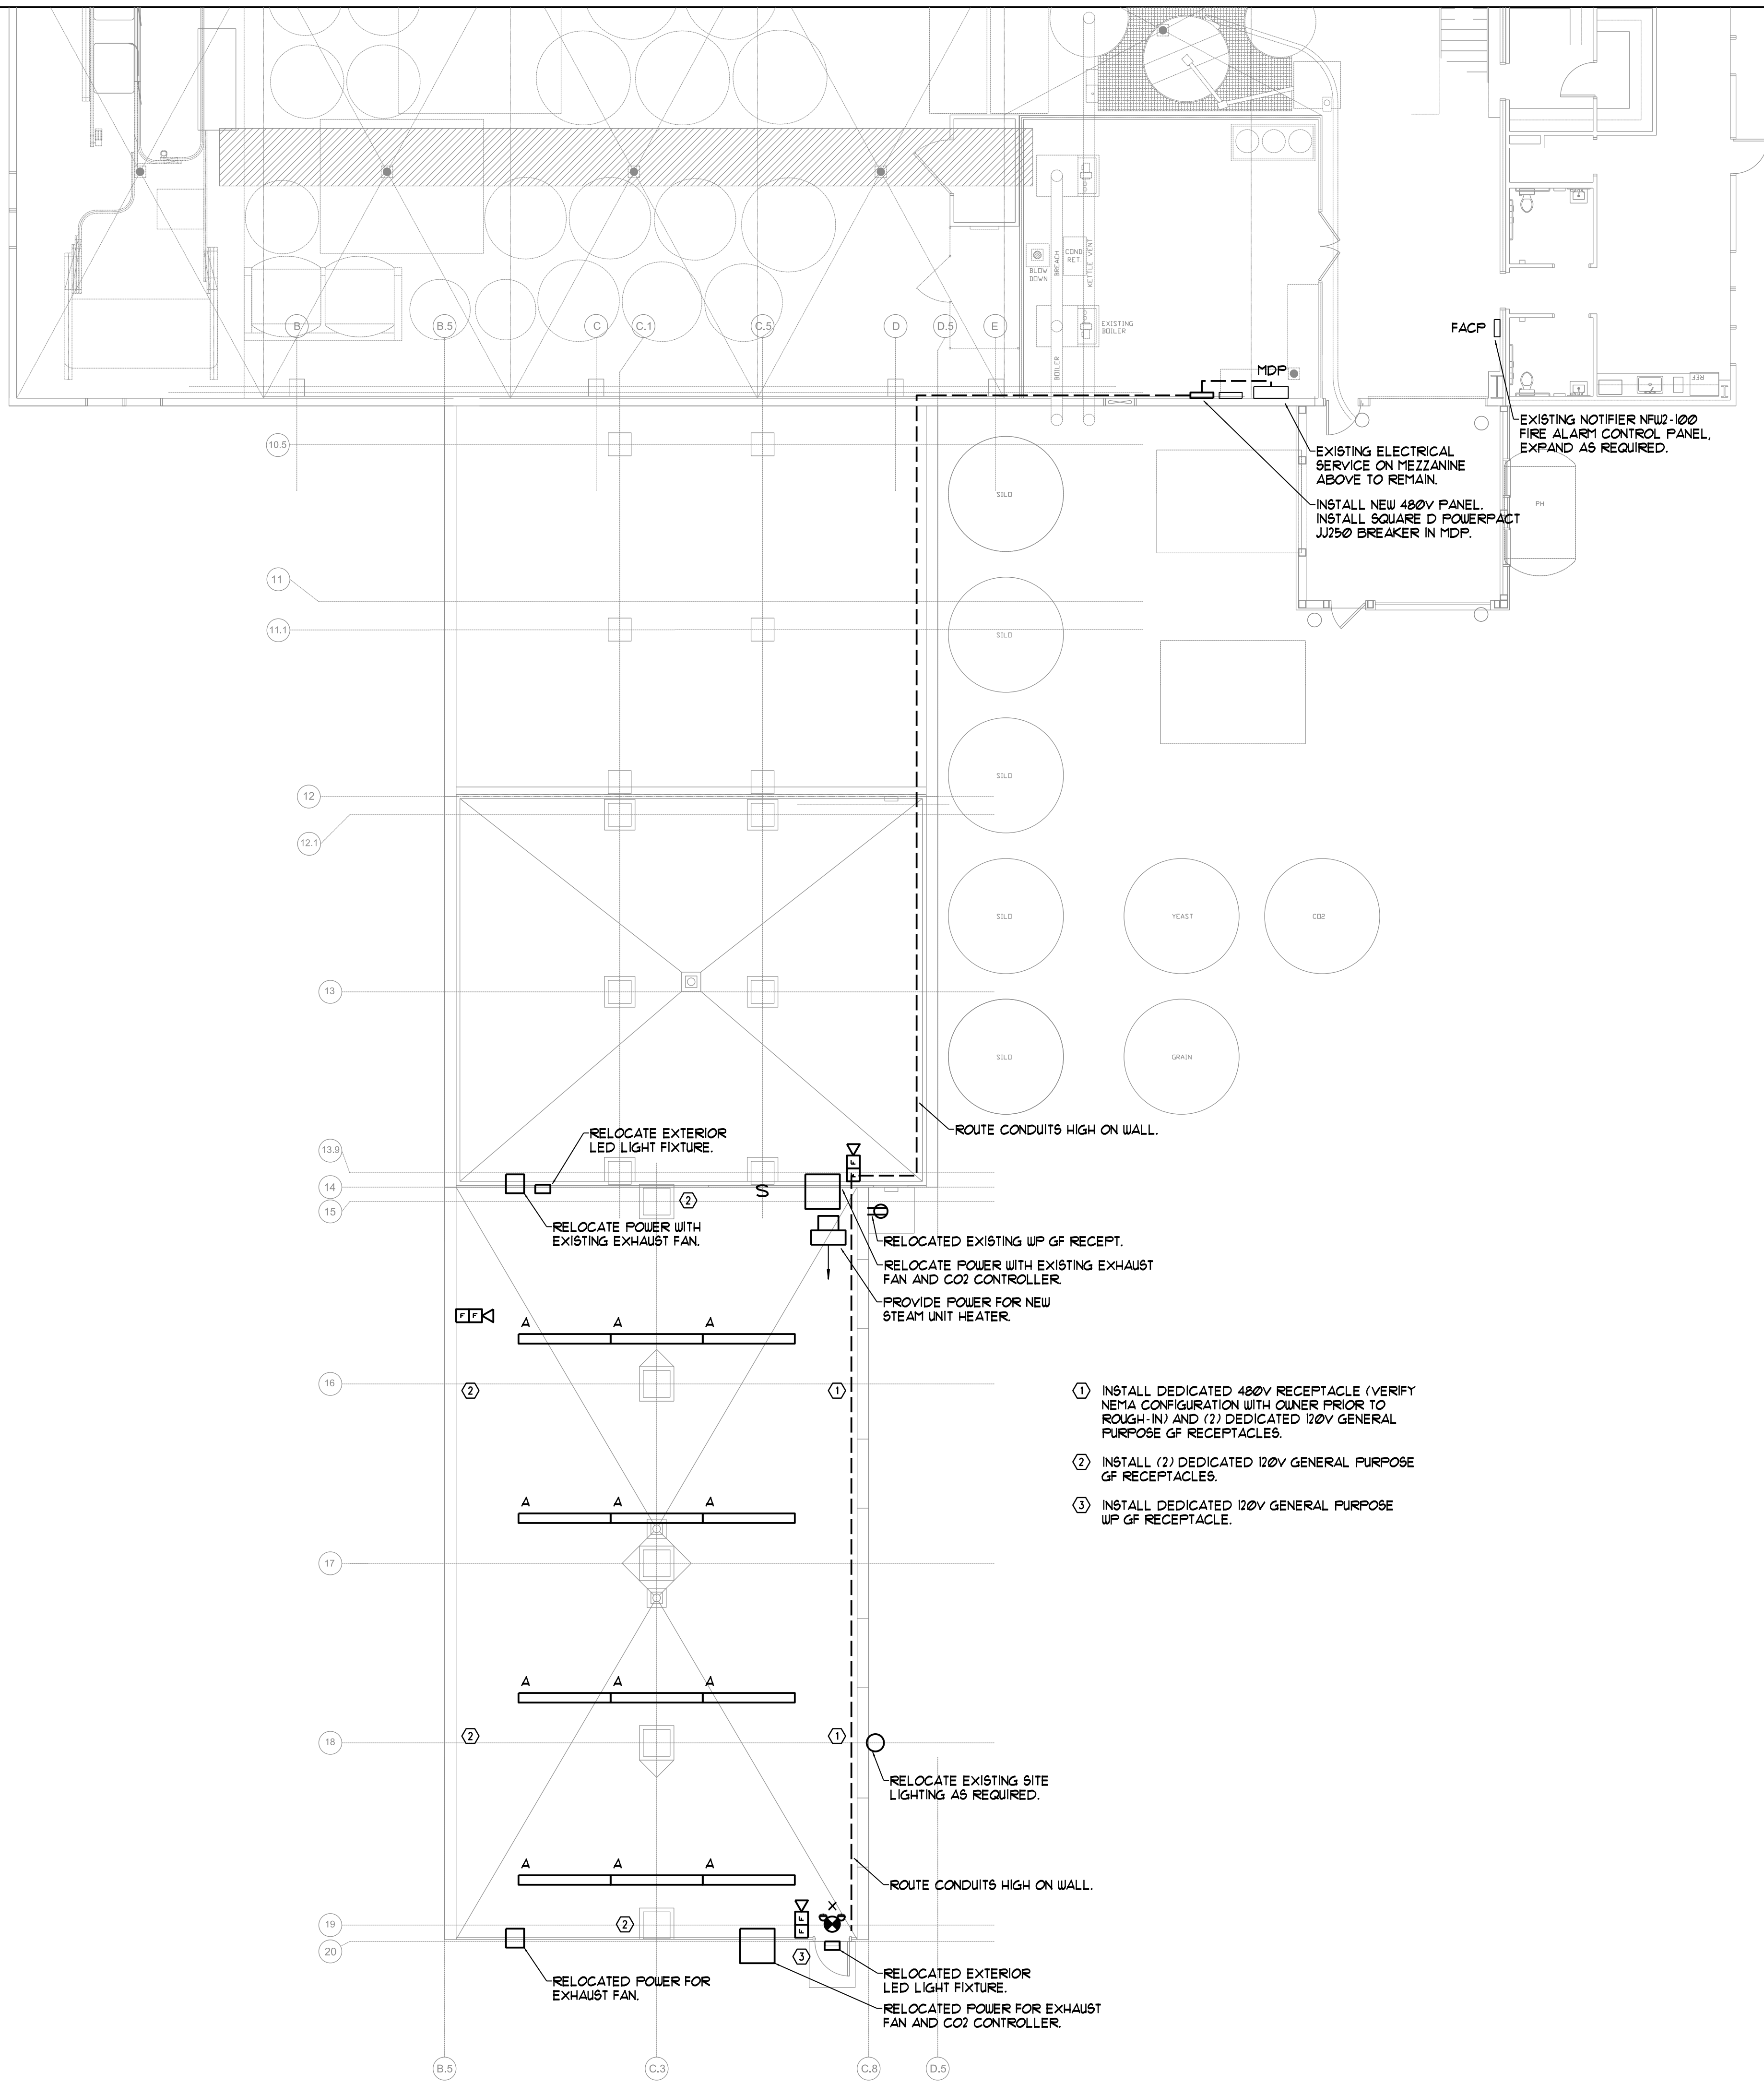 BLOW
DOWN
BREACH
COND
RET.
KETTLE VENT
EXISTING
BOILER
BOILER
B
B.5
C
C.1
C.5
D
D.5
E
MDP
FACP
REF
EXISTING NOTIFIER NFW2-100
FIRE ALARM CONTROL PANEL,
EXPAND AS REQUIRED.
EXISTING ELECTRICAL
SERVICE ON MEZZANINE
ABOVE TO REMAIN.
INSTALL NEW 480V PANEL.
INSTALL SQUARE D POWERPACT
JJ250 BREAKER IN MDP.
PH
10.5
11
11.1
12
12.1
13
SILO
SILO
SILO
SILO
YEAST
CO2
SILO
GRAIN
ROUTE CONDUITS HIGH ON WALL.
RELOCATE EXTERIOR
LED LIGHT FIXTURE.
13.9
14
15
F
F
S
2
RELOCATE POWER WITH
EXISTING EXHAUST FAN.
RELOCATED EXISTING WP GF RECEPT.
RELOCATE POWER WITH EXISTING EXHAUST
FAN AND CO2 CONTROLLER.
PROVIDE POWER FOR NEW
STEAM UNIT HEATER.
F F
A A A
16
2
1
1 INSTALL DEDICATED 480V RECEPTACLE (VERIFY
NEMA CONFIGURATION WITH OWNER PRIOR TO
ROUGH-IN) AND (2) DEDICATED 120V GENERAL
PURPOSE GF RECEPTACLES.
2 INSTALL (2) DEDICATED 120V GENERAL PURPOSE
GF RECEPTACLES.
3 INSTALL DEDICATED 120V GENERAL PURPOSE
WP GF RECEPTACLE.
A A A
17
A A A
18
2
1
RELOCATE EXISTING SITE
LIGHTING AS REQUIRED.
A A A
ROUTE CONDUITS HIGH ON WALL.
19
20
2
F
F
X
3
RELOCATED POWER FOR
EXHAUST FAN.
RELOCATED EXTERIOR
LED LIGHT FIXTURE.
RELOCATED POWER FOR EXHAUST
FAN AND CO2 CONTROLLER.
B.5
C.3
C.8
D.5